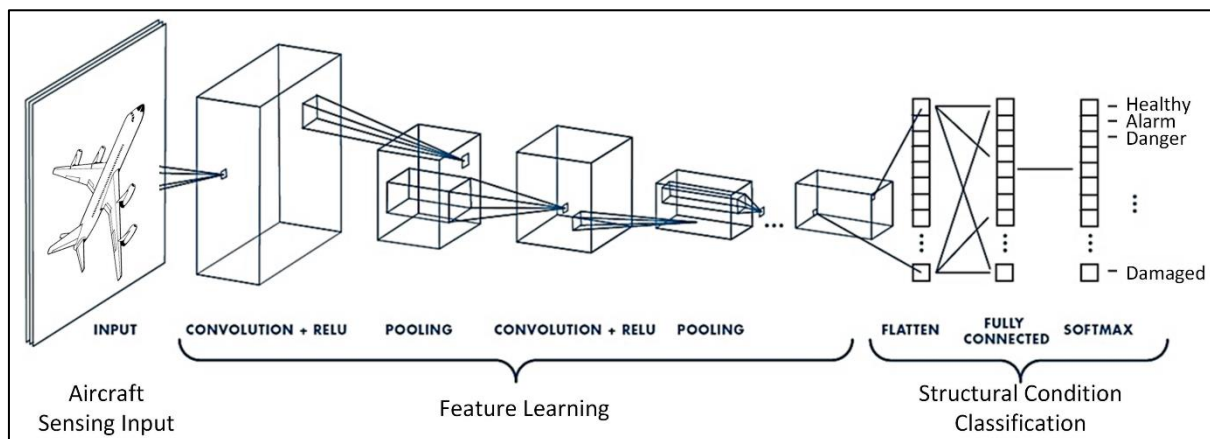 Healthy
Alarm
Danger
Damaged
INPUT
CONVOLUTION + RELU
POOLING
CONVOLUTION + RELU
POOLING
FLATTEN
FULLY
CONNECTED
SOFTMAX
Aircraft
Sensing Input
Feature Learning
Structural Condition
Classification